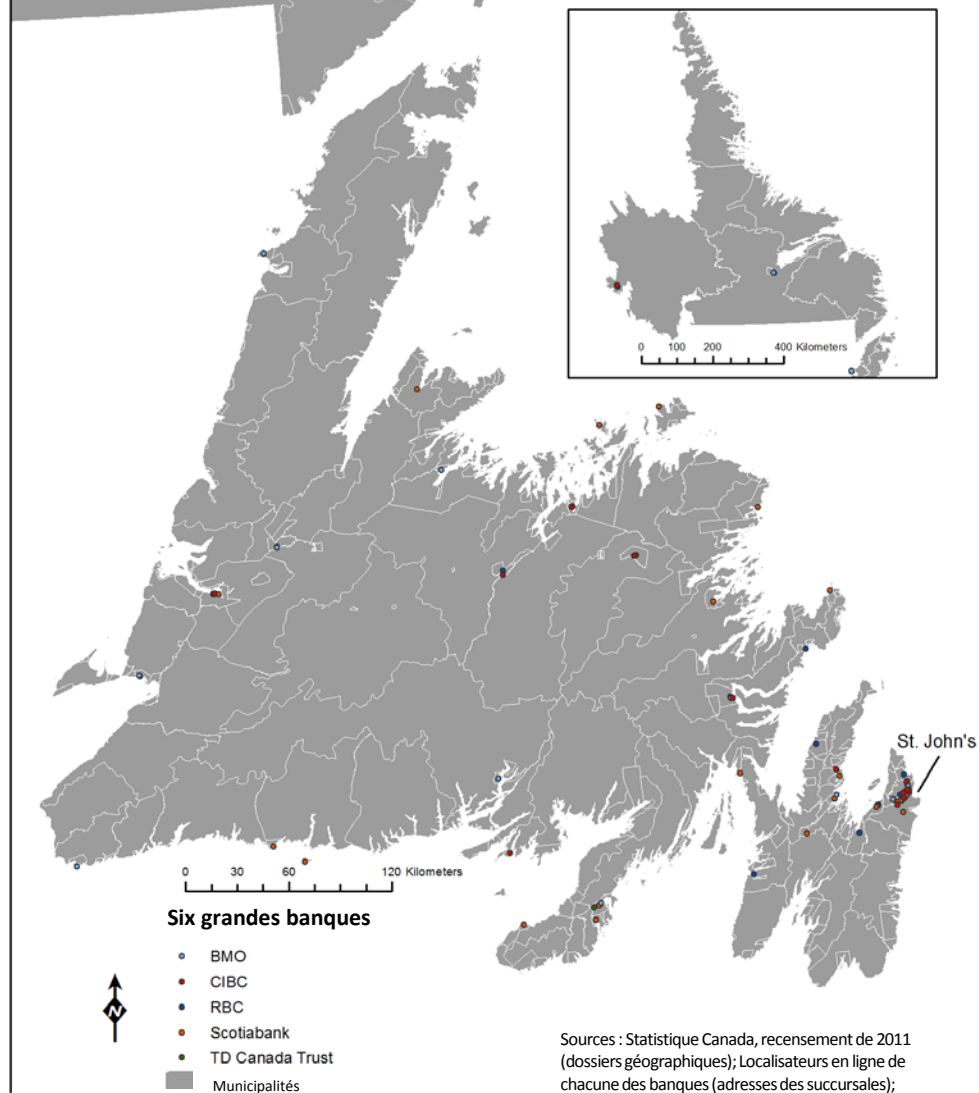 0 100 200 400 Kilometers
St. John's
0 30 60 120 Kilometers
Six grandes banques
BMO
CIBC
RBC
Scotiabank
TD Canada Trust
Municipalités
N
Sources : Statistique Canada, recensement de 2011
(dossiers géographiques); Localisateurs en ligne de
chacune des banques (adresses des succursales);